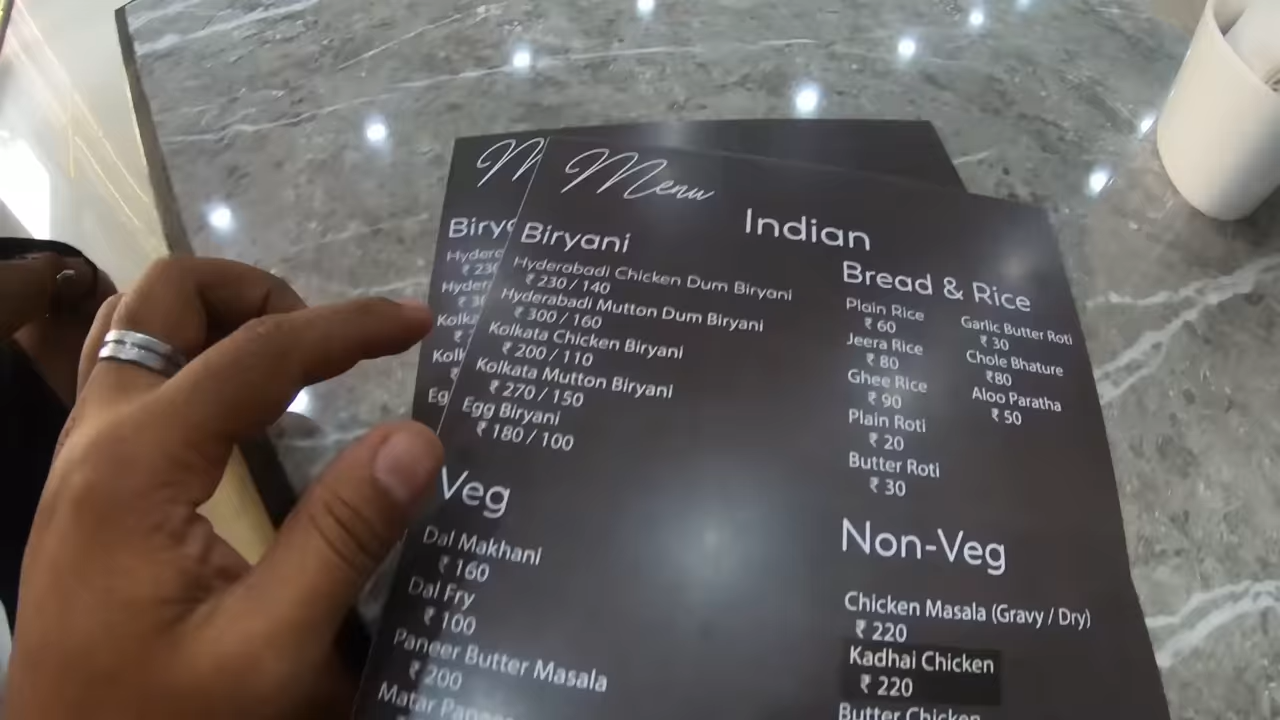 Menu
Indian
Biryani
Hyderabadi Chicken Dum Biryani
₹ 230 / 140
Hyderabadi Mutton Dum Biryani
₹ 300 / 160
Kolkata Chicken Biryani
₹ 200 / 110
Kolkata Mutton Biryani
₹ 270 / 150
Egg Biryani
₹ 180 / 100
Veg
Dal Makhani
₹ 160
Dal Fry
₹ 100
Paneer Butter Masala
₹ 200
Matar
Bread & Rice
Plain Rice
₹ 60
Jeera Rice
₹ 80
Ghee Rice
₹ 90
Plain Roti
₹ 20
Butter Roti
₹ 30
Garlic Butter Roti
₹ 30
Chole Bhature
₹80
Aloo Paratha
₹ 50
Non-Veg
Chicken Masala (Gravy / Dry)
₹ 220
Kadhai Chicken
₹ 220
Butter Chicken